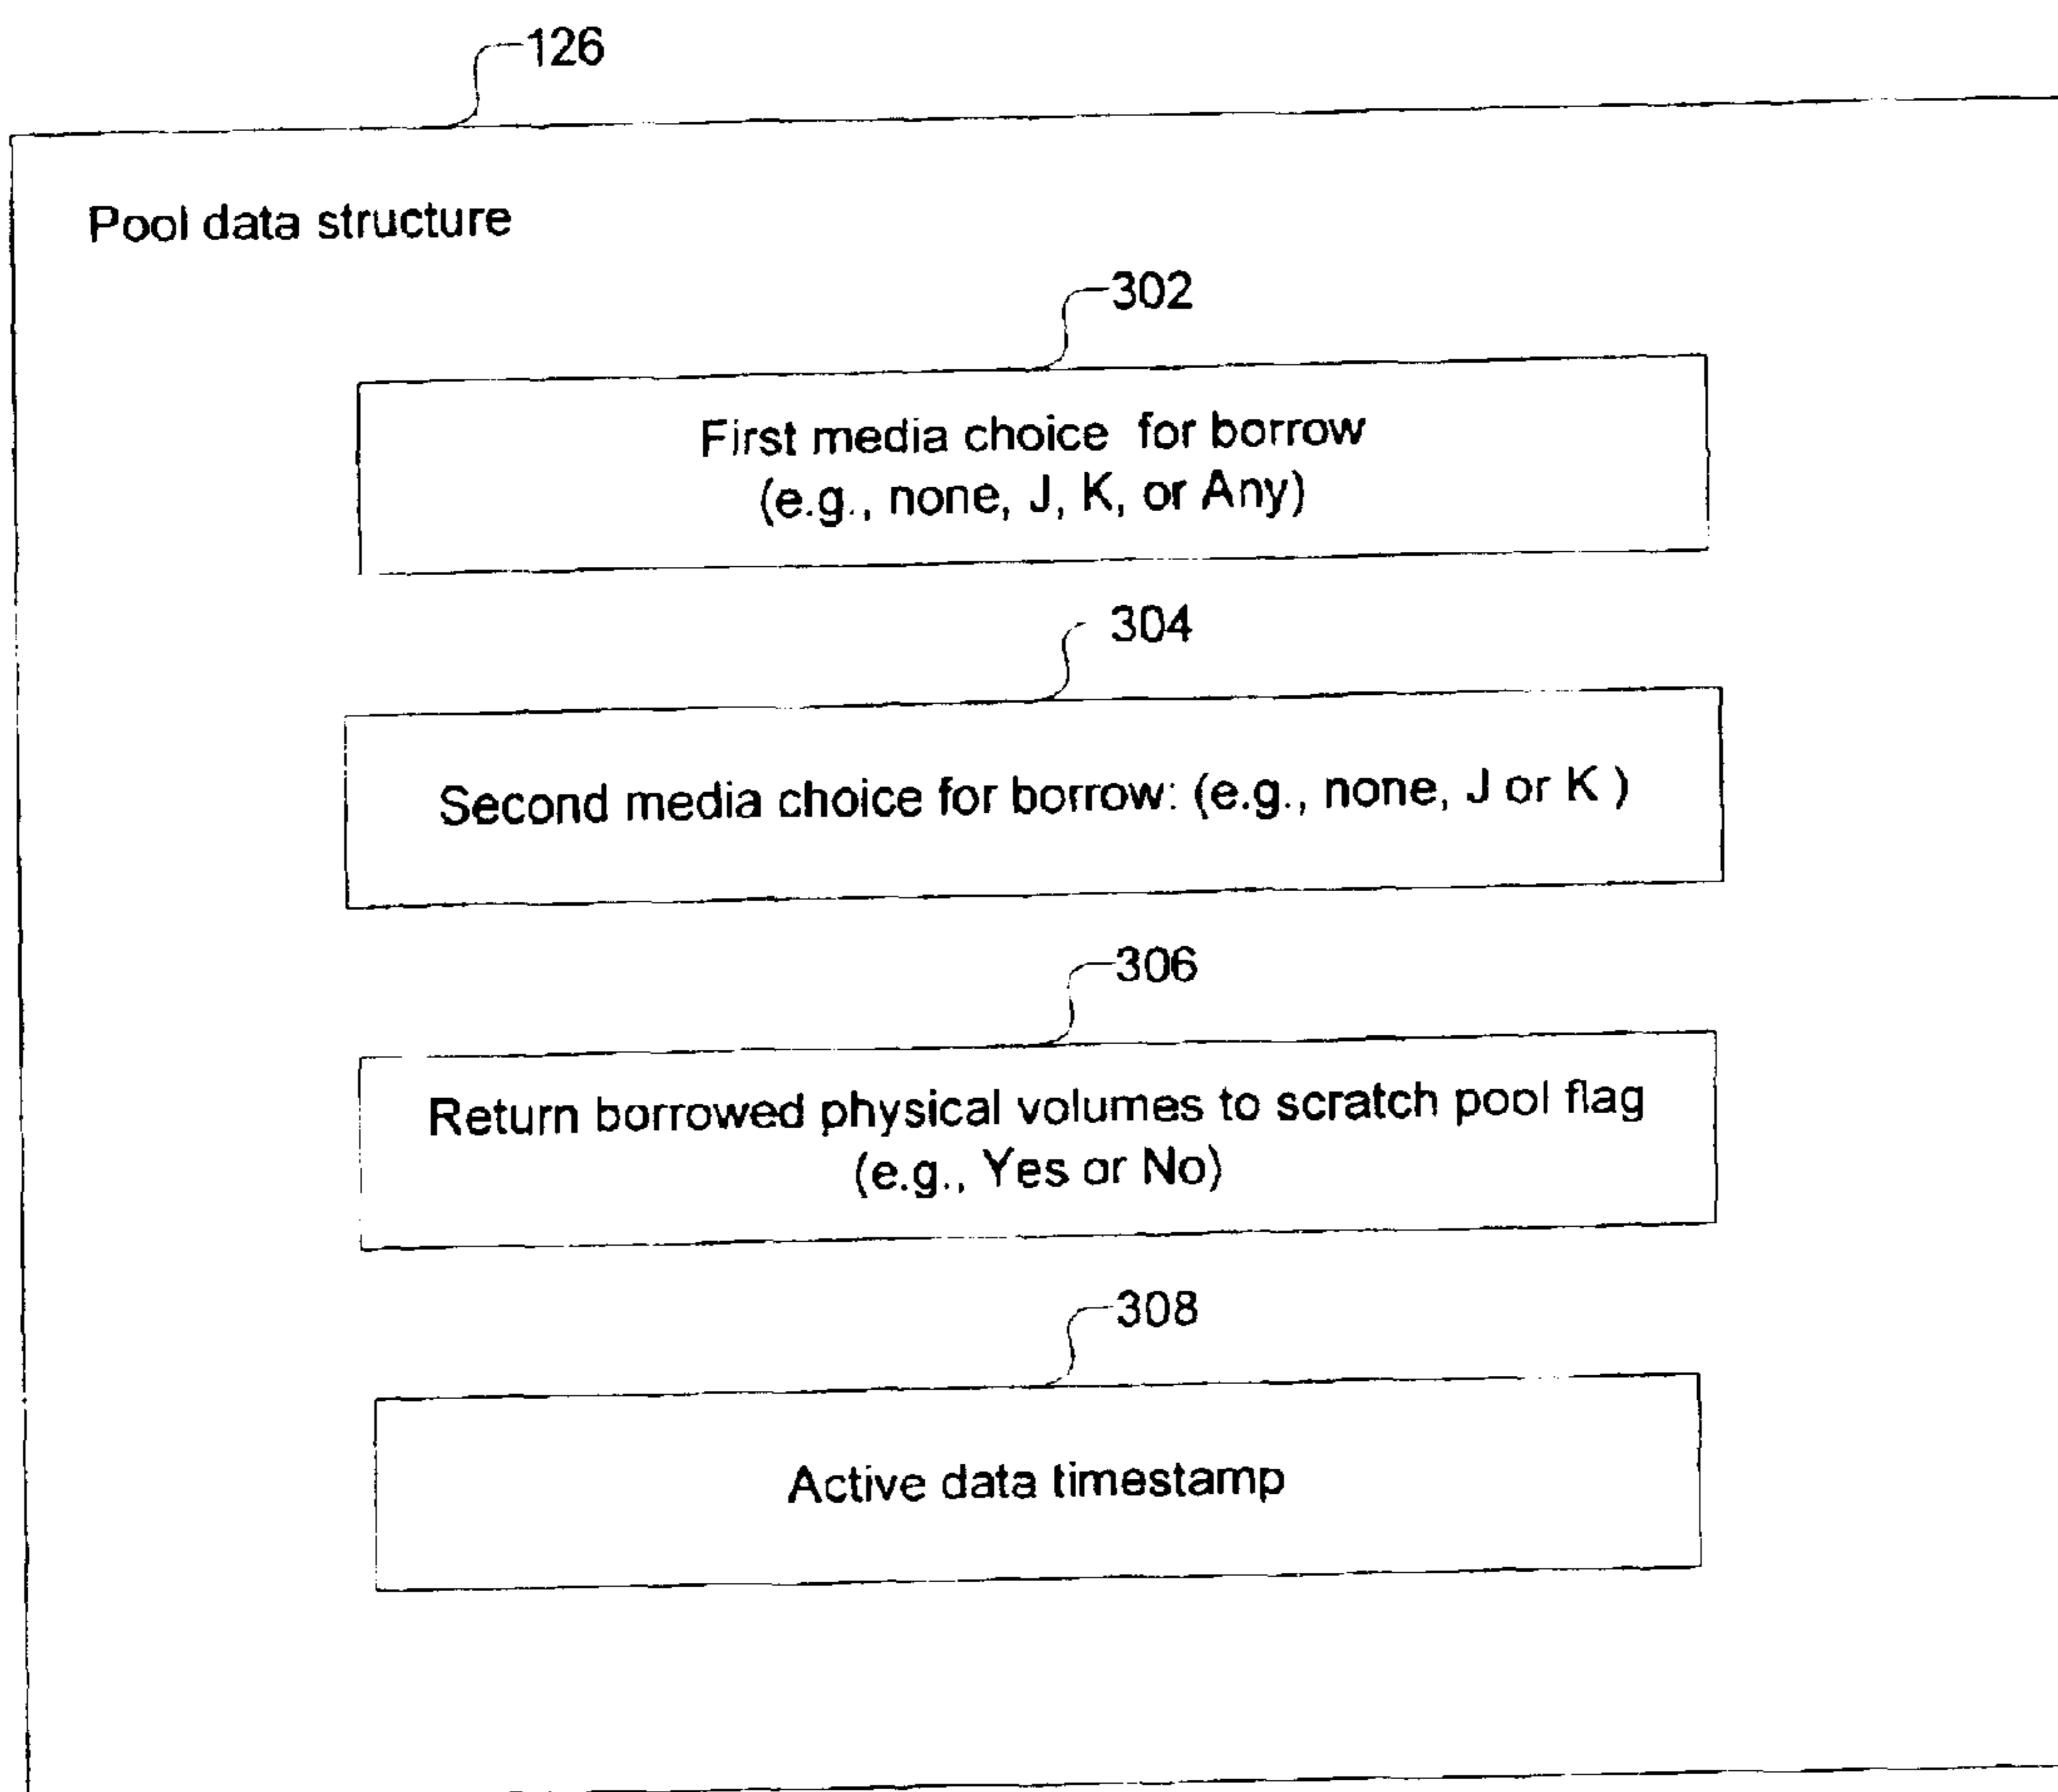 126
Pool data structure
302
First media choice for borrow
(e.g., none, J, K, or Any)
304
Second media choice for borrow: (e.g., none, J or K )
306
Return borrowed physical volumes to scratch pool flag
(e.g., Yes or No)
308
Active data timestamp